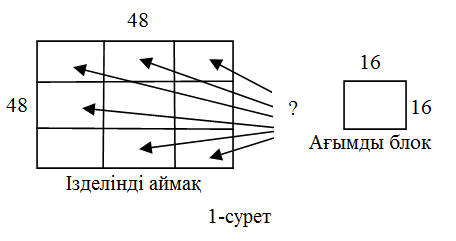 48
48
?
16
16
Ағымды блок
Ізделінді аймақ
1-сурет